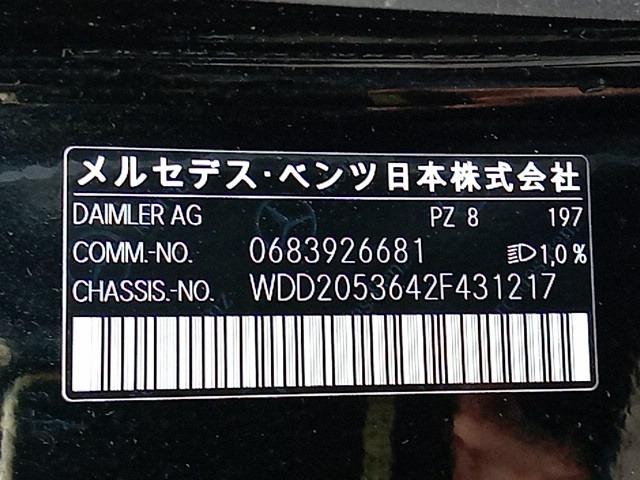 メルセデス・ベンツ日本株式会社
DAIMLER AG PZ 8 197
COMM.-NO. 0683926681 1,0 %
CHASSIS.-NO. WDD2053642F431217